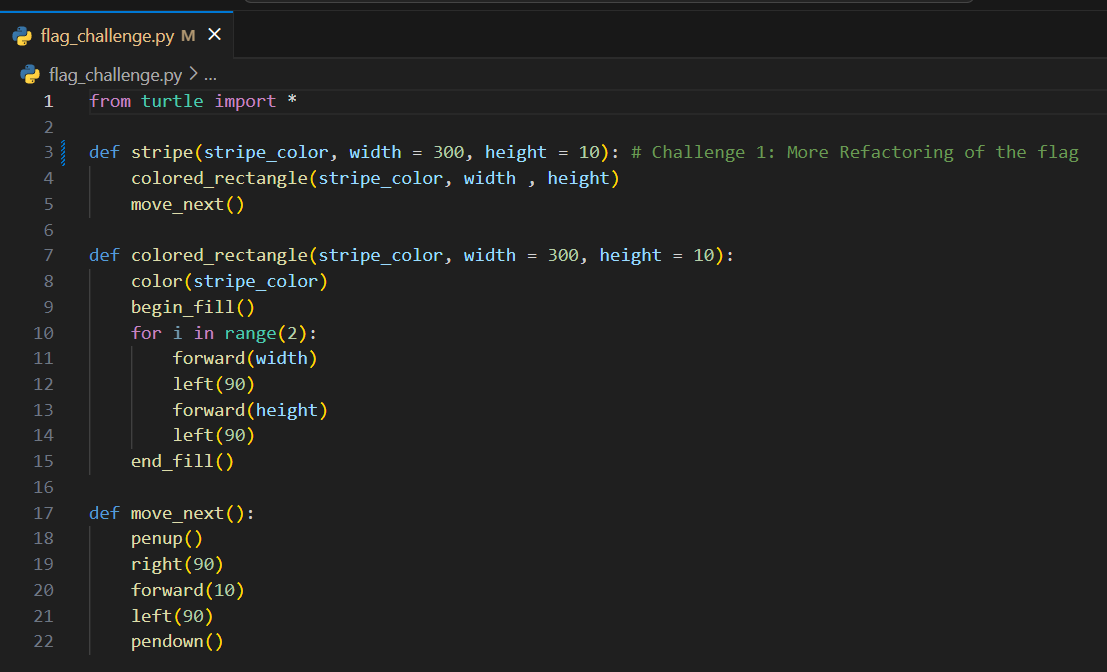 flag_challenge.py M ×
flag_challenge.py > ...
1 from turtle import *
2
3 def stripe(stripe_color, width = 300, height = 10): # Challenge 1: More Refactoring of the flag
4     colored_rectangle(stripe_color, width , height)
5     move_next()
6
7 def colored_rectangle(stripe_color, width = 300, height = 10):
8     color(stripe_color)
9     begin_fill()
10     for i in range(2):
11         forward(width)
12         left(90)
13         forward(height)
14         left(90)
15     end_fill()
16
17 def move_next():
18     penup()
19     right(90)
20     forward(10)
21     left(90)
22     pendown()